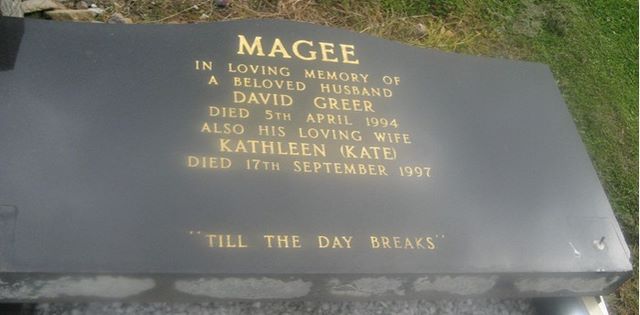 MAGEE
IN LOVING MEMORY OF
A BELOVED HUSBAND
DAVID GREER
DIED 5TH APRIL 1994
ALSO HIS LOVING WIFE
KATHLEEN (KATE)
DIED 17TH SEPTEMBER 1997
"TILL THE DAY BREAKS"